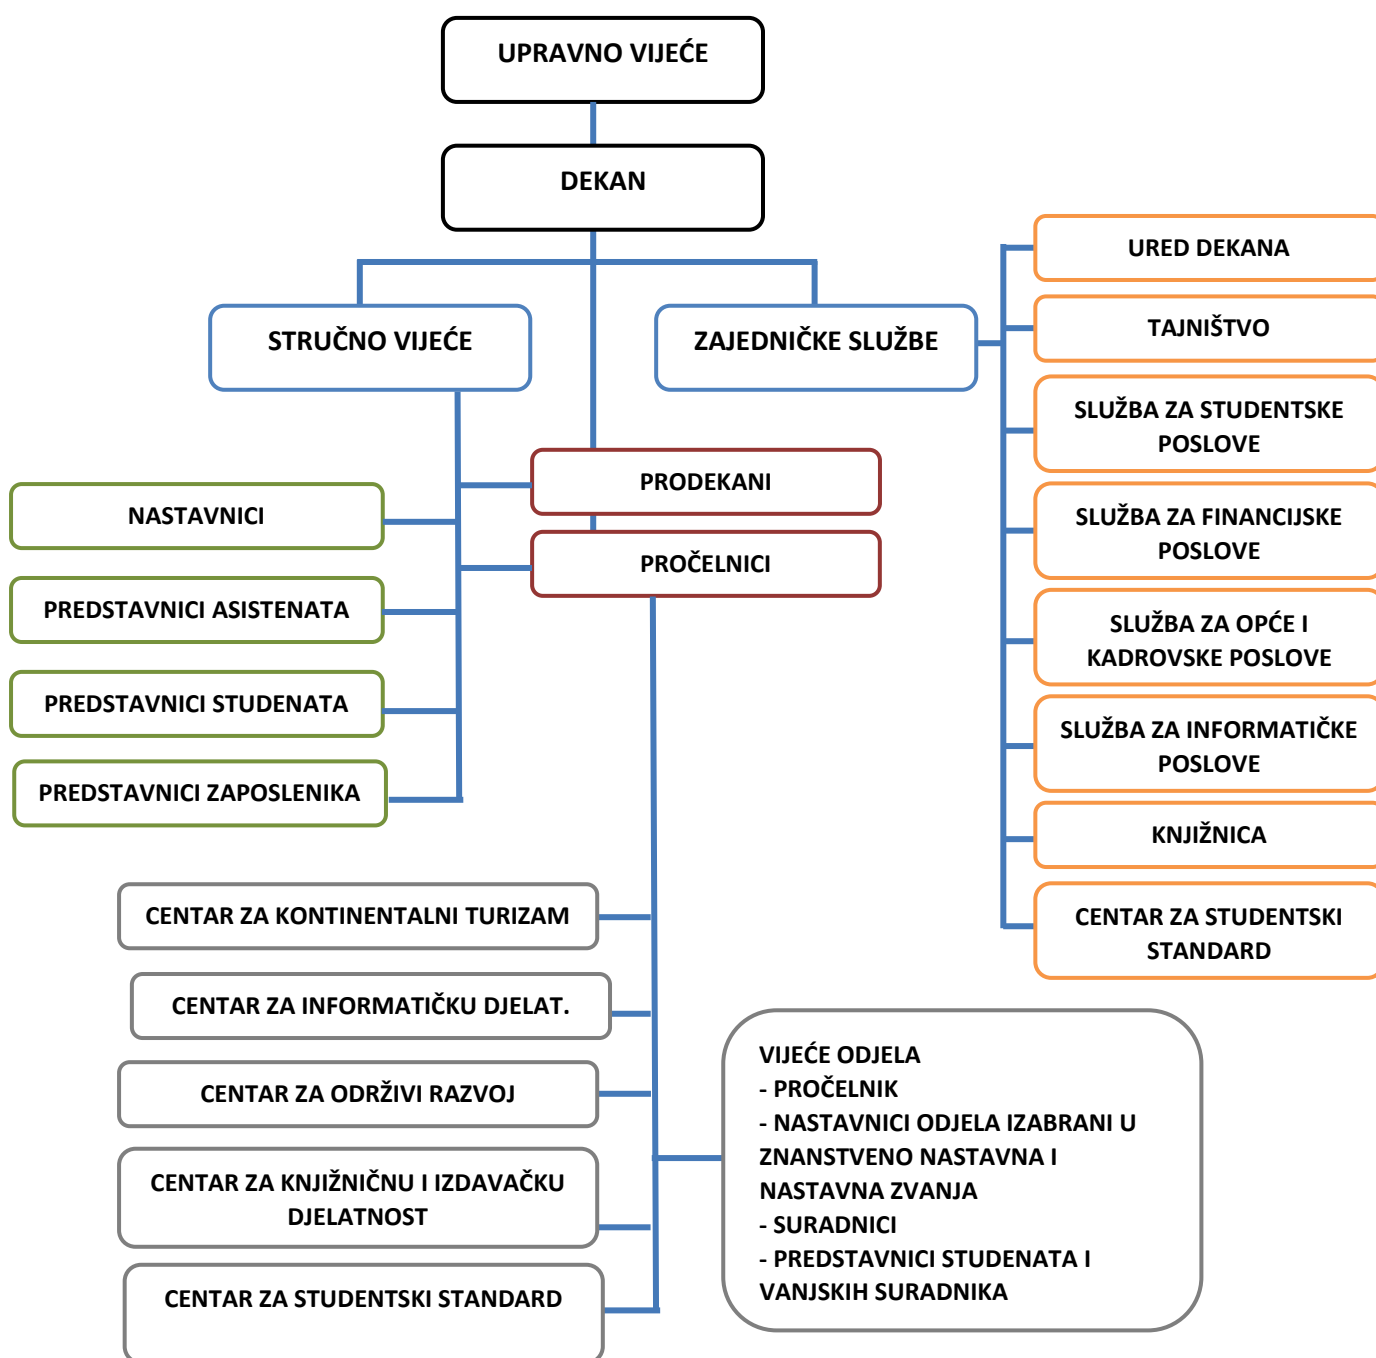 UPRAVNO VIJEĆE
DEKAN
STRUČNO VIJEĆE
ZAJEDNIČKE SLUŽBE
PRODEKANI
PROČELNICI
NASTAVNICI
PREDSTAVNICI ASISTENATA
PREDSTAVNICI STUDENATA
PREDSTAVNICI ZAPOSLENIKA
URED DEKANA
TAJNIŠTVO
SLUŽBA ZA STUDENTSKE
POSLOVE
SLUŽBA ZA FINANCIJSKE
POSLOVE
SLUŽBA ZA OPĆE I
KADROVSKE POSLOVE
SLUŽBA ZA INFORMATIČKE
POSLOVE
KNJIŽNICA
CENTAR ZA STUDENTSKI
STANDARD
CENTAR ZA KONTINENTALNI TURIZAM
CENTAR ZA INFORMATIČKU DJELAT.
CENTAR ZA ODRŽIVI RAZVOJ
CENTAR ZA KNJIŽNIČNU I IZDAVAČKU
DJELATNOST
CENTAR ZA STUDENTSKI STANDARD
VIJEĆE ODJELA
- PROČELNIK
- NASTAVNICI ODJELA IZABRANI U
ZNANSTVENO NASTAVNA I
NASTAVNA ZVANJA
- SURADNICI
- PREDSTAVNICI STUDENATA I
VANJSKIH SURADNIKA